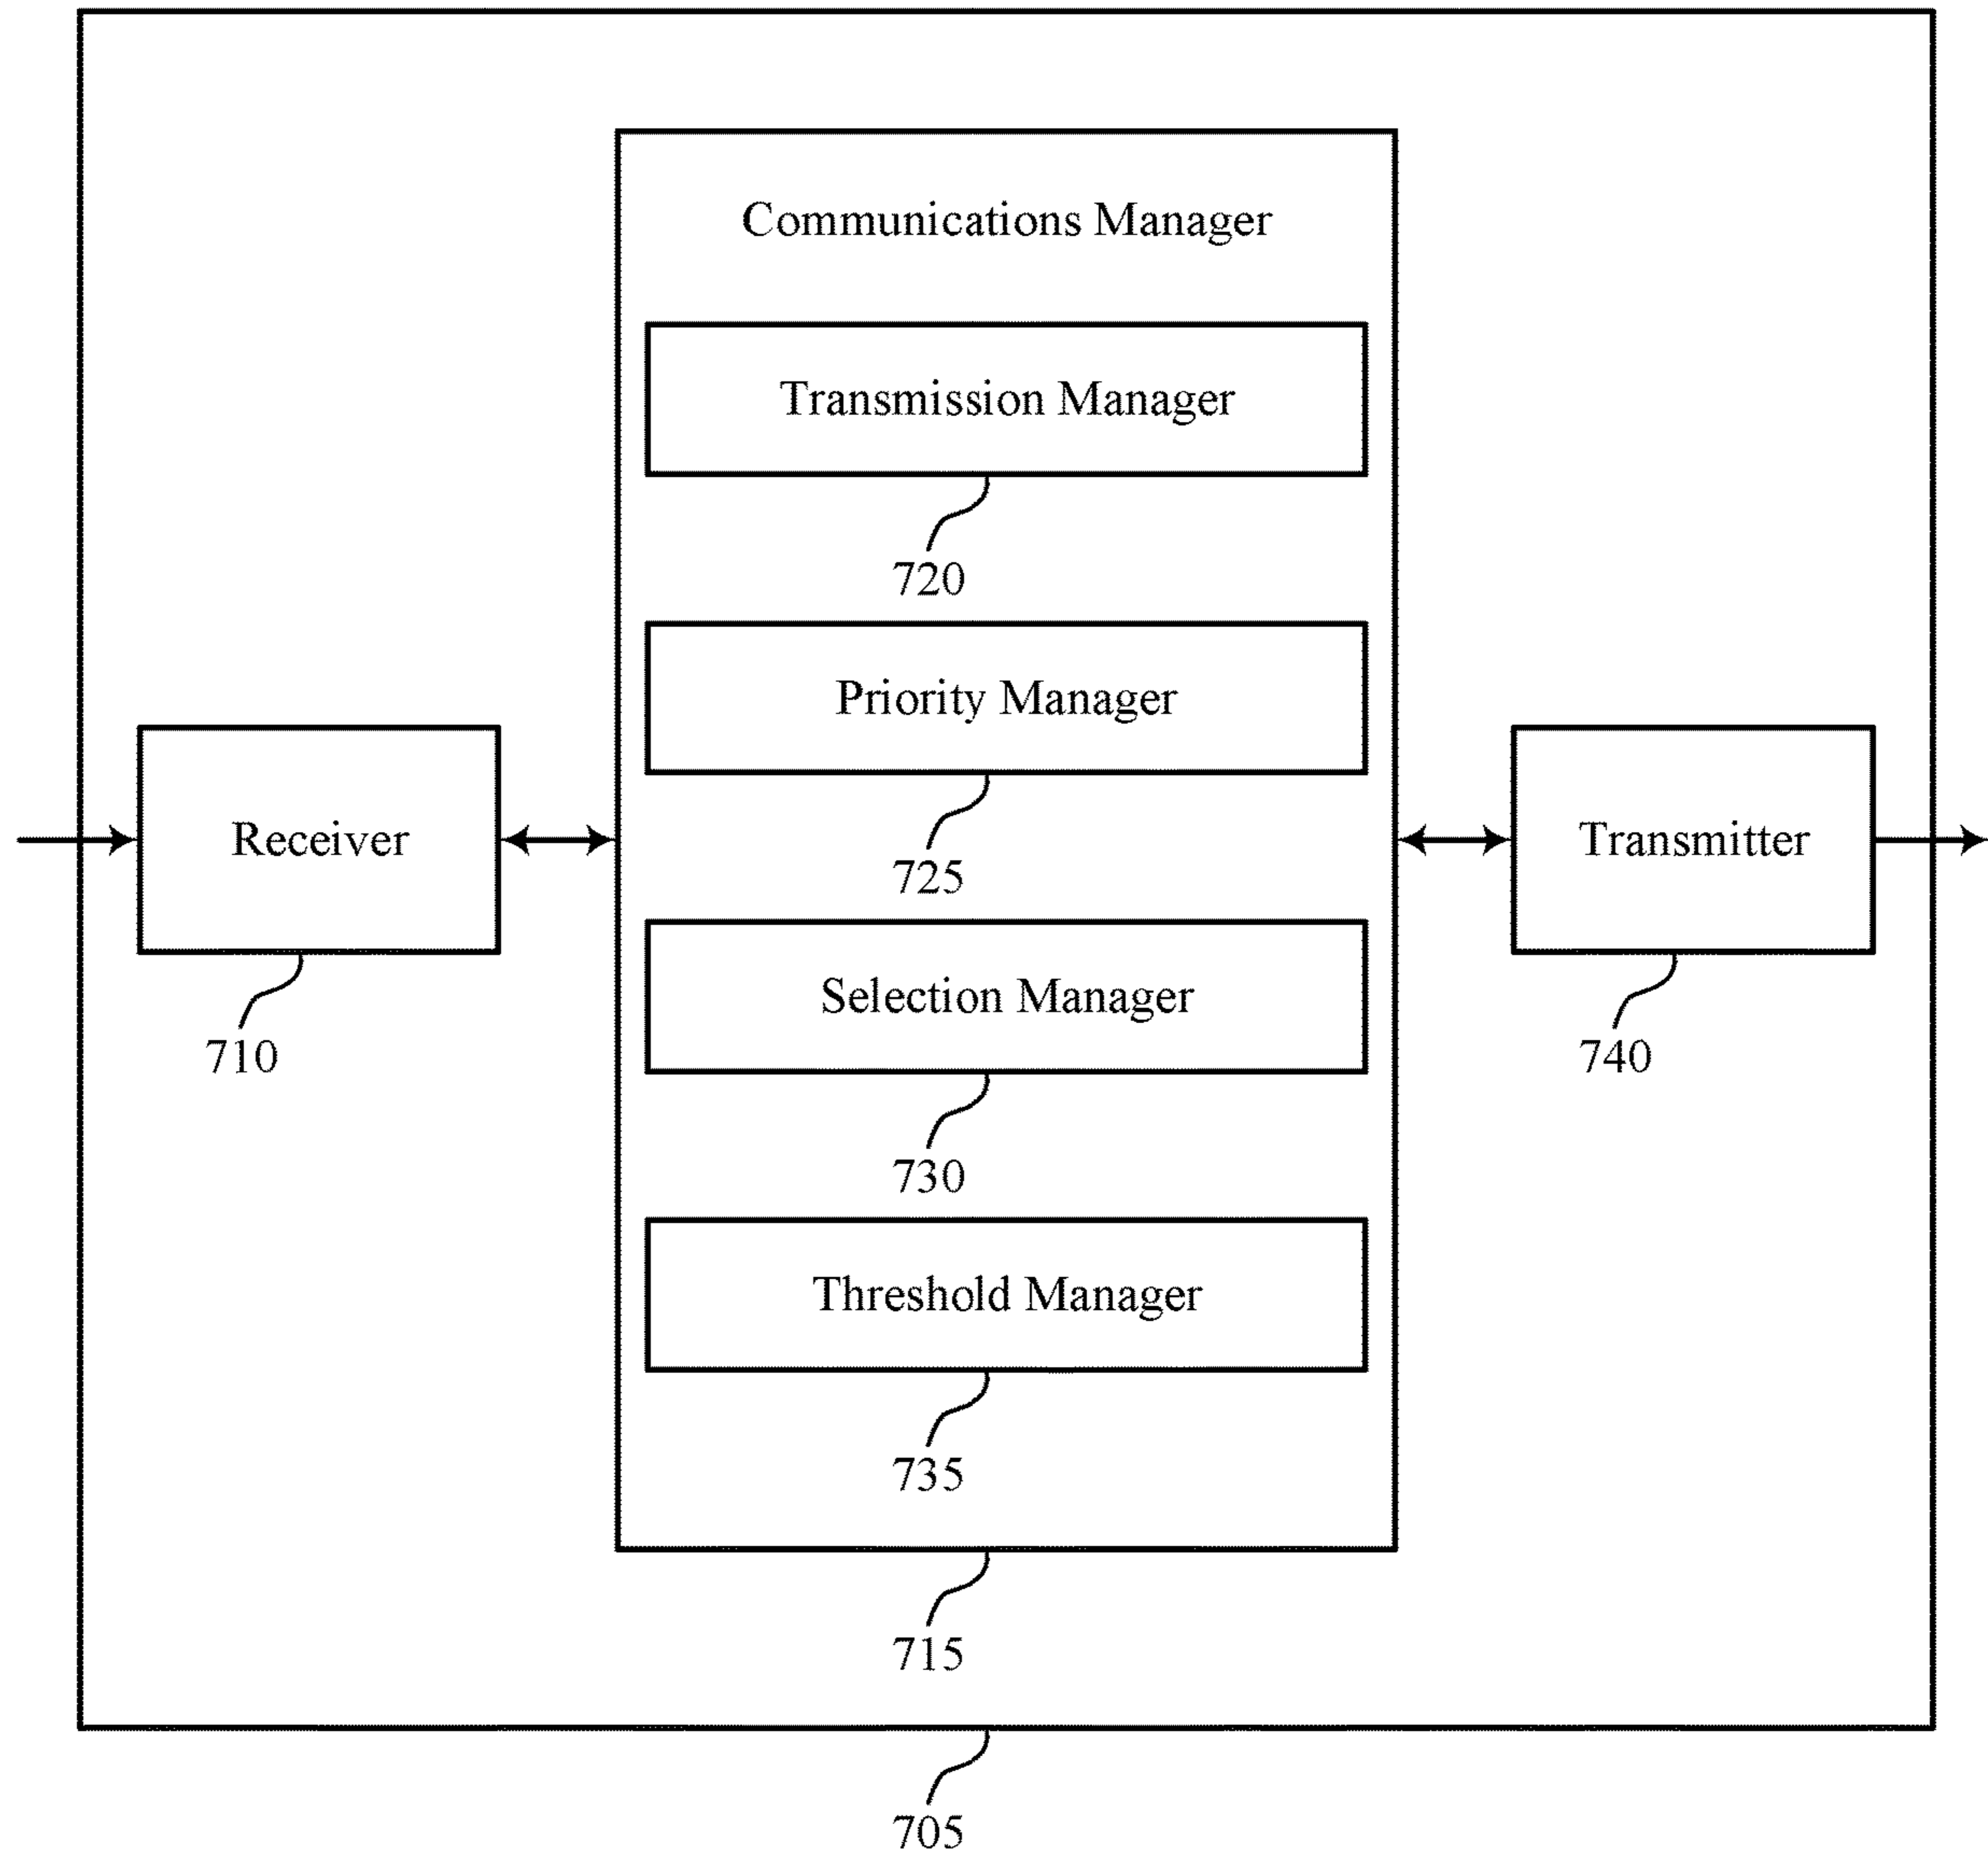 Communications Manager
Transmission Manager
720
Priority Manager
725
Receiver
710
Selection Manager
730
Transmitter
740
Threshold Manager
735
715
705